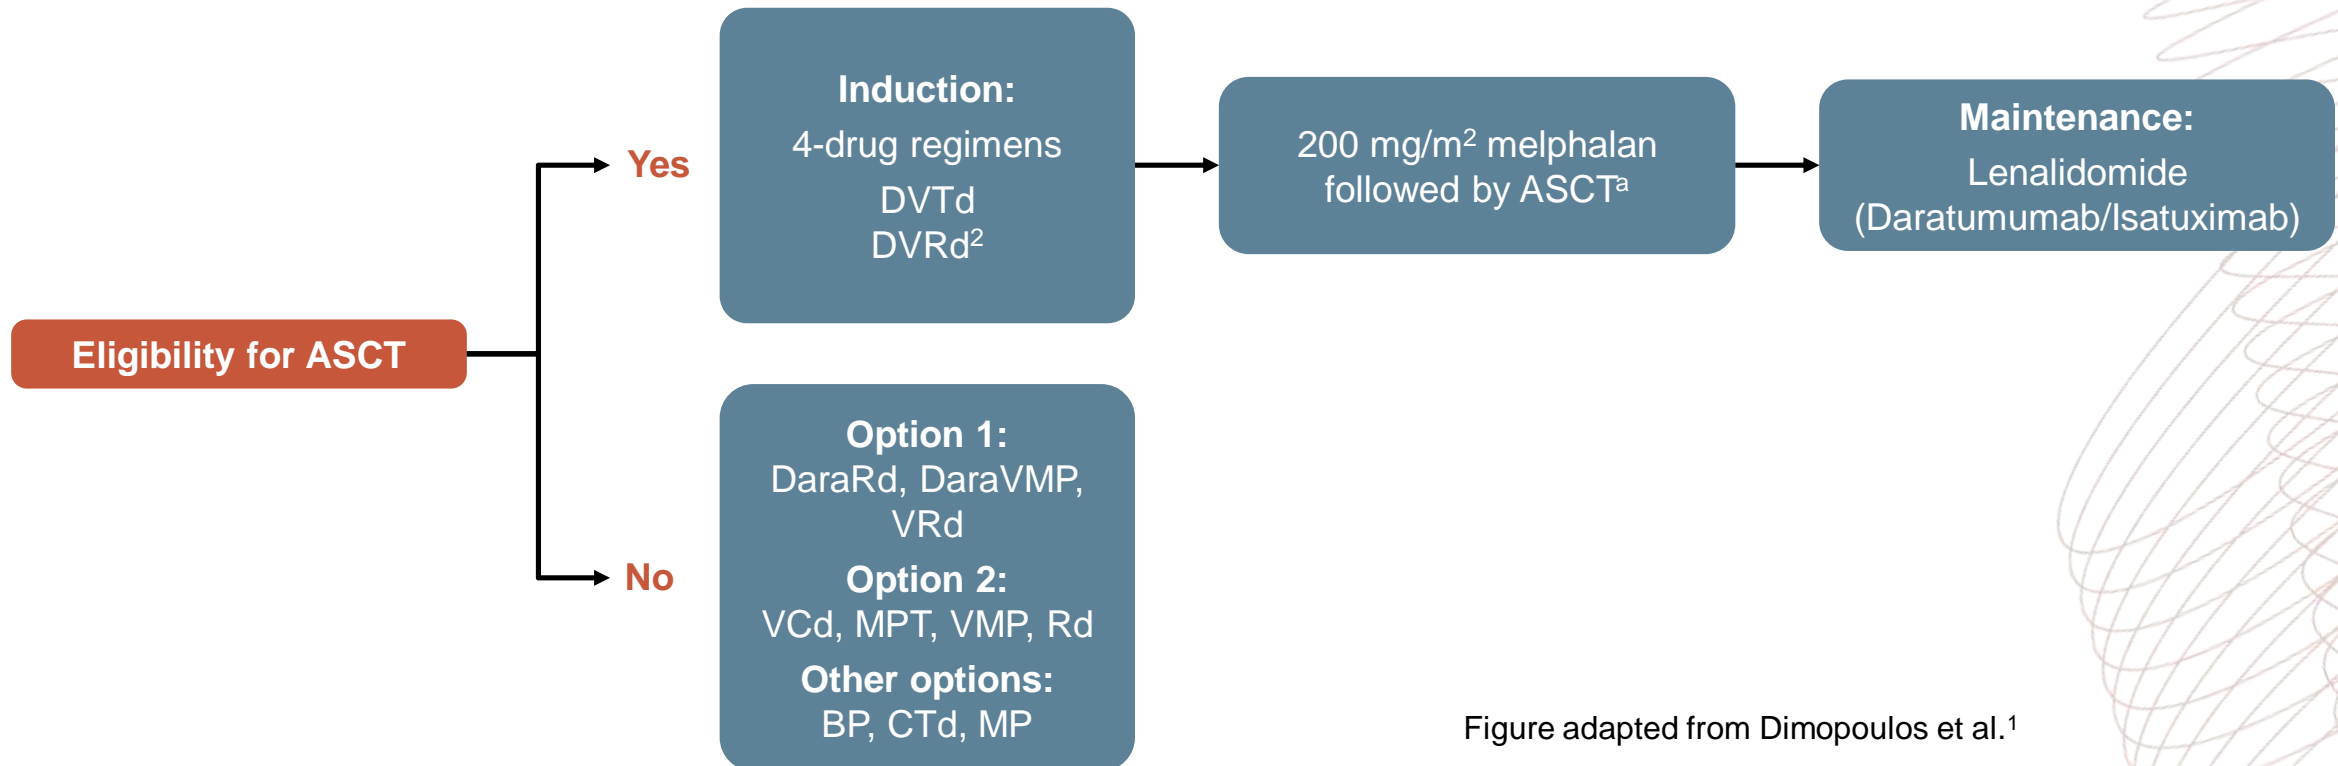 Eligibility for ASCT
Yes
Induction:
4-drug regimens
DVTd
DVRd²
200 mg/m² melphalan
followed by ASCTᵃ
Maintenance:
Lenalidomide
(Daratumumab/Isatuximab)
No
Option 1:
DaraRd, DaraVMP,
VRd
Option 2:
VCd, MPT, VMP, Rd
Other options:
BP, CTd, MP
Figure adapted from Dimopoulos et al.¹